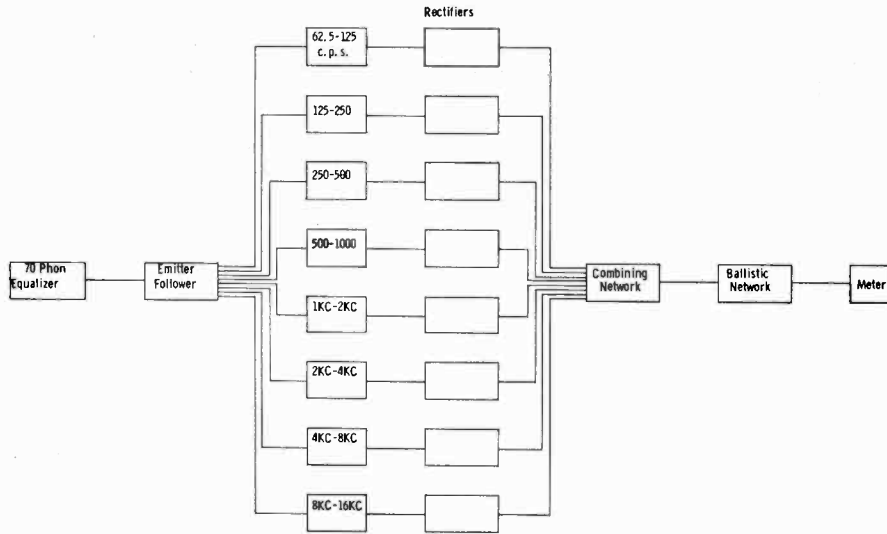 Rectifiers
62.5-125
c.p.s.
125-250
250-500
500-1000
70 Phon
Equalizer
Emitter
Follower
Combining
Network
Ballistic
Network
Meter
1KC-2KC
2KC-4KC
4KC-8KC
8KC-16KC